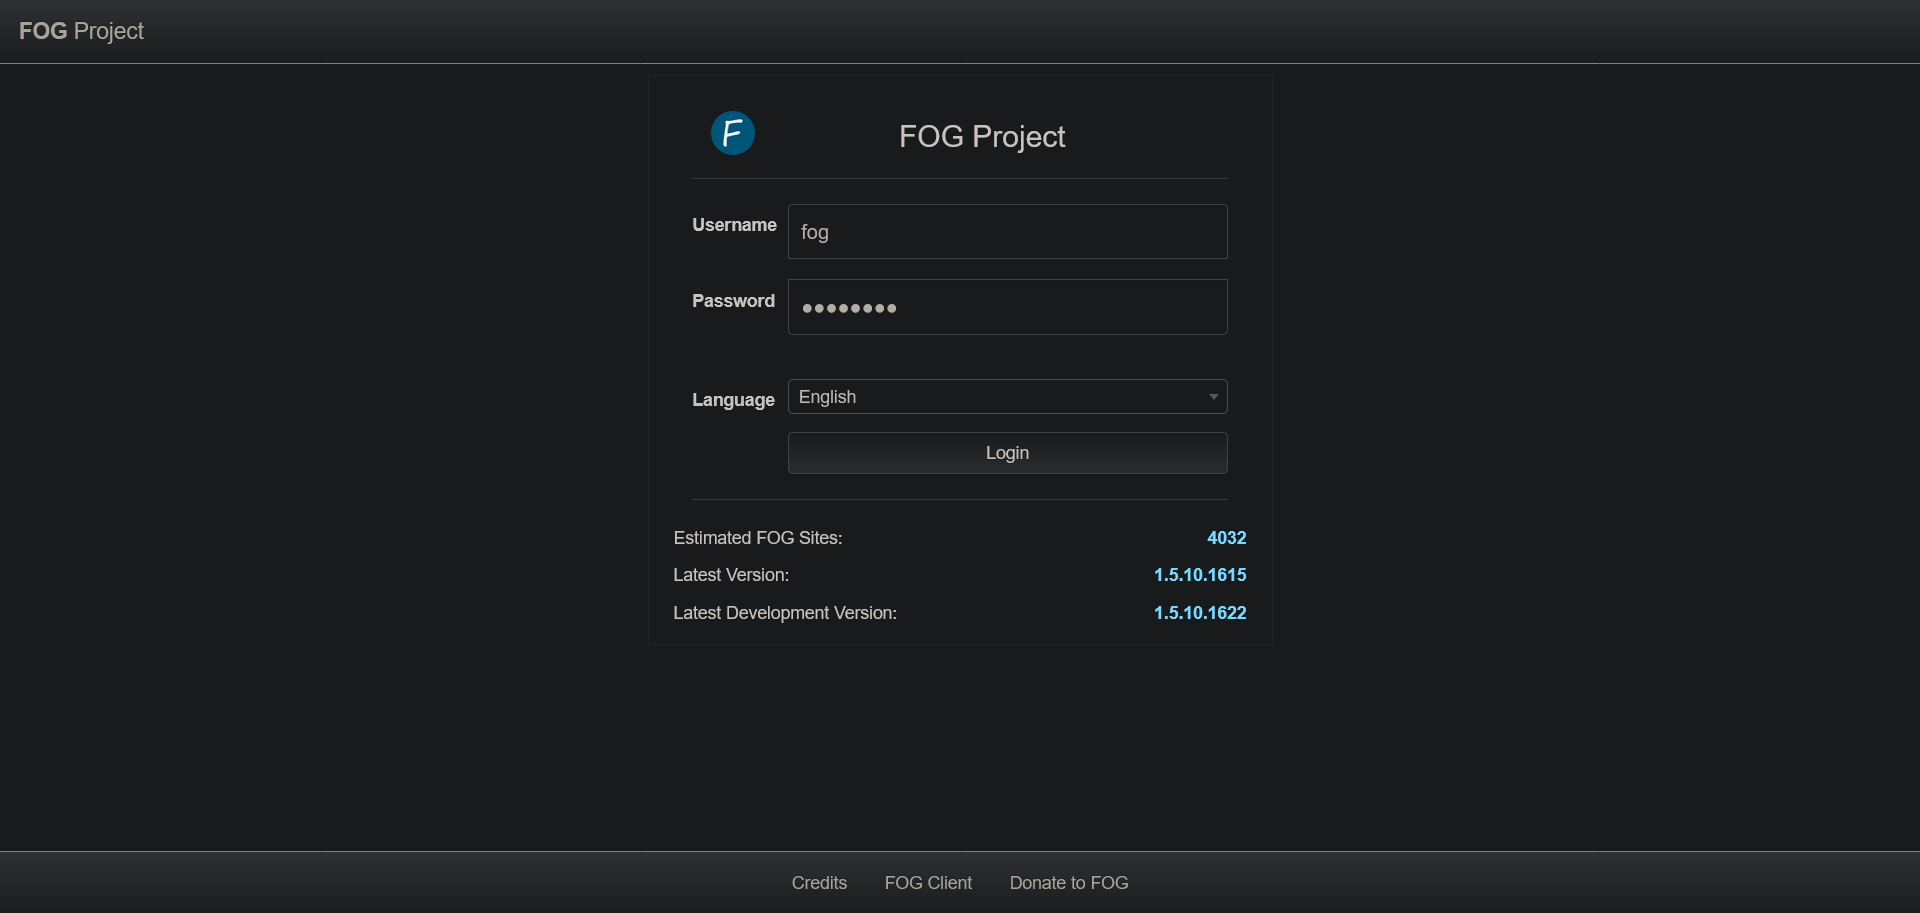 FOG Project
F
FOG Project
Username
fog
Password
••••••••
Language
English
Login
Estimated FOG Sites: 4032
Latest Version: 1.5.10.1615
Latest Development Version: 1.5.10.1622
Credits FOG Client Donate to FOG